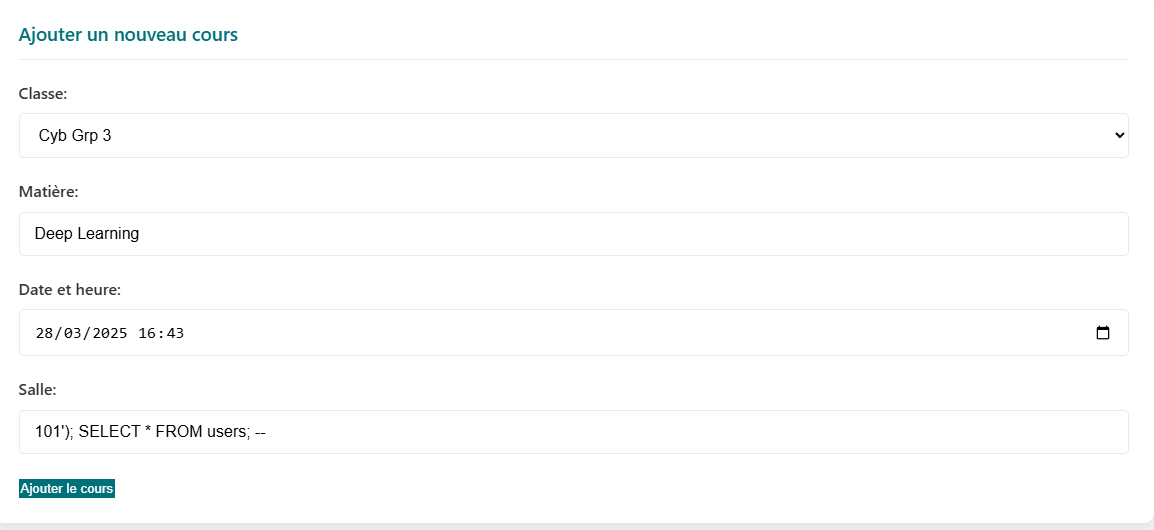 Ajouter un nouveau cours
Classe:
Cyb Grp 3
Matière:
Deep Learning
Date et heure:
28/03/2025 16:43
Salle:
101'); SELECT * FROM users; --
Ajouter le cours